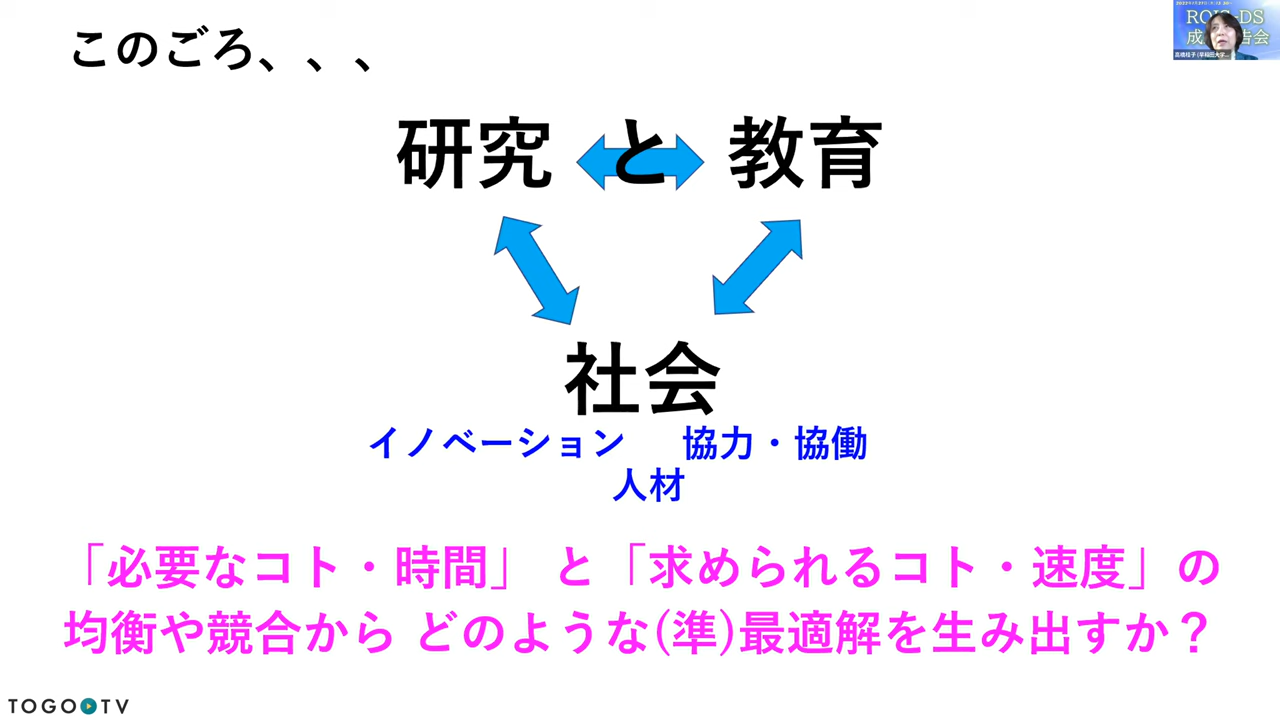 このごろ、、、
ROIS-DS
研究 と 教育
社会
イノベーション 協力・協働
人材
「必要なコト・時間」 と「求められるコト・速度」の
均衡や競合から どのような(準)最適解を生み出すか？
TOGO TV